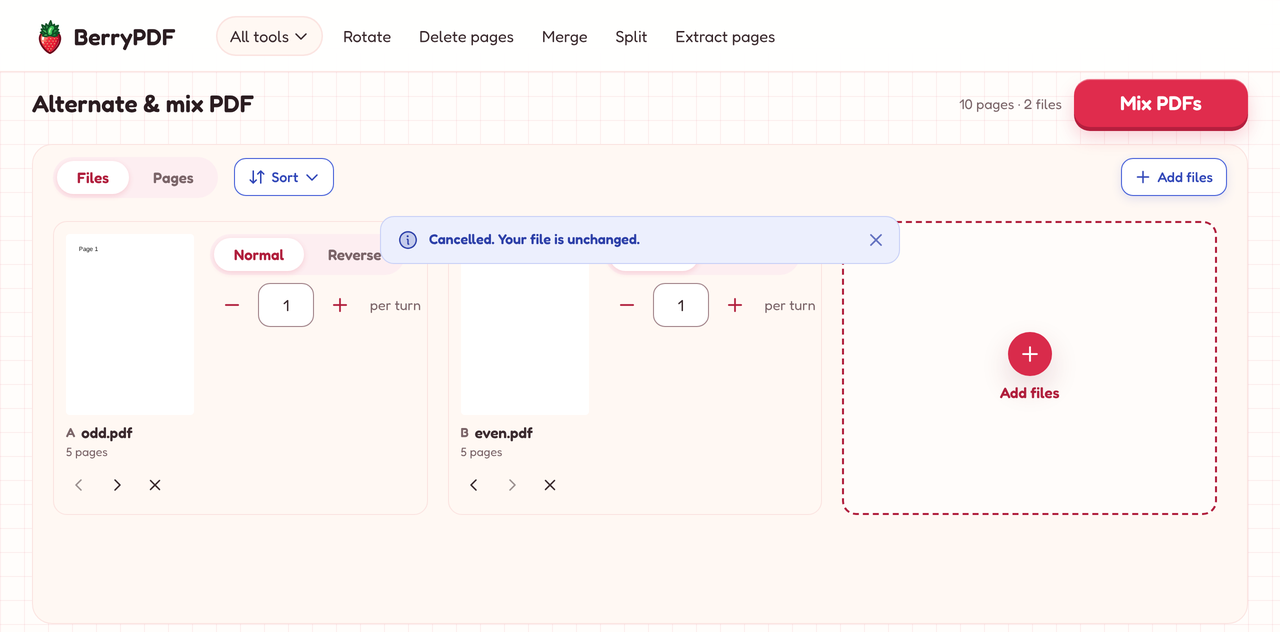 BerryPDF
All tools
Rotate
Delete pages
Merge
Split
Extract pages
Alternate & mix PDF
10 pages · 2 files
Mix PDFs
Files
Pages
Sort
Add files
Cancelled. Your file is unchanged.
Page 1
Normal
Reverse
1
per turn
1
per turn
Add files
A odd.pdf
5 pages
B even.pdf
5 pages